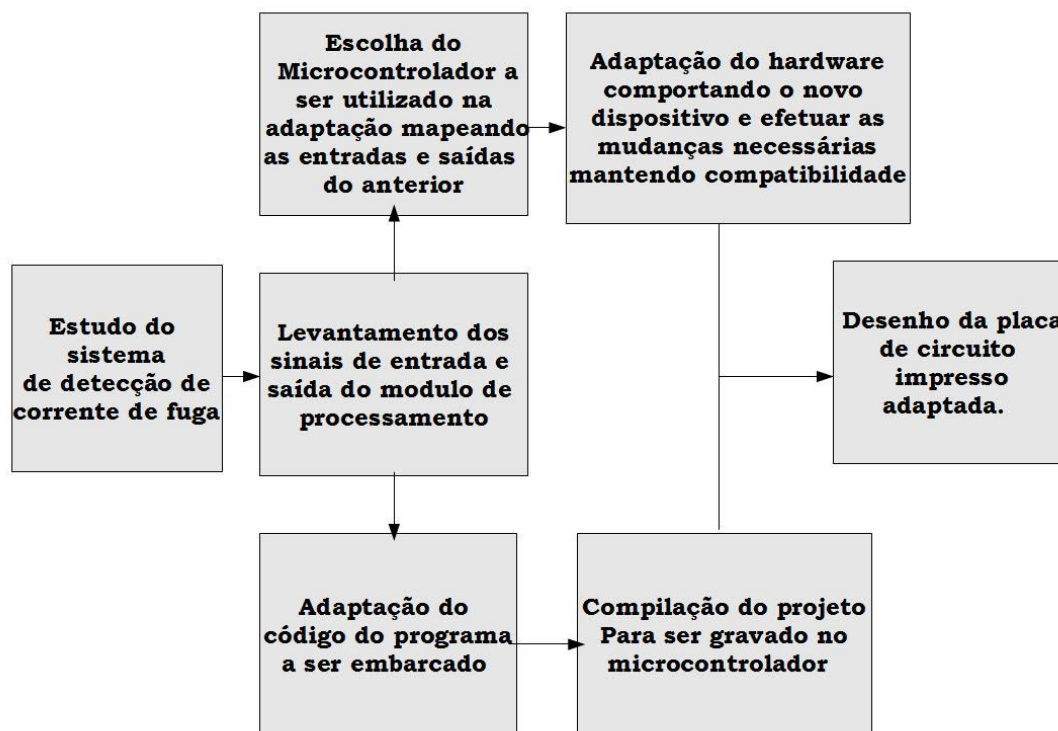 Escolha do
Microcontrolador a
ser utilizado na
adaptação mapeando
as entradas e saídas
do anterior
Adaptação do hardware
comportando o novo
dispositivo e efetuar as
mudanças necessárias
mantendo compatibilidade
Estudo do
sistema
de detecção de
corrente de fuga
Levantamento dos
sinais de entrada e
saída do modulo de
processamento
Desenho da placa
de circuito
impresso
adaptada.
Adaptação do
código do programa
a ser embarcado
Compilação do projeto
Para ser gravado no
microcontrolador